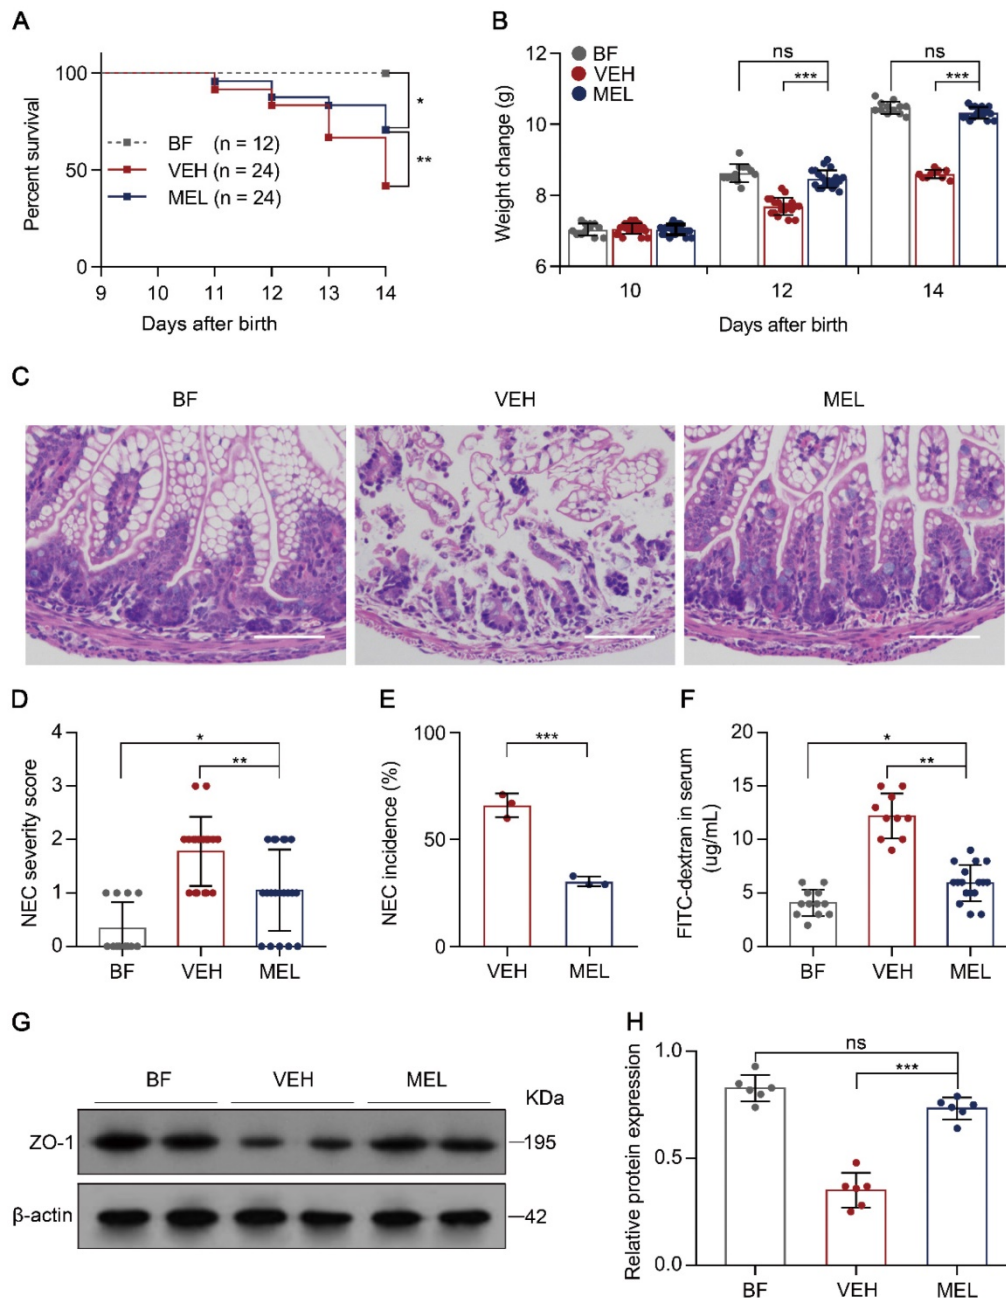 A
Percent survival
100
50
0
BF (n = 12)
VEH (n = 24)
MEL (n = 24)
*
**
9 10 11 12 13 14
Days after birth
B
Weight change (g)
12
10
8
6
BF
VEH
MEL
ns
***
ns
***
10 12 14
Days after birth
C
BF VEH MEL
D
NEC severity score
4
3
2
1
0
*
**
BF VEH MEL
E
NEC incidence (%)
100
50
0
***
VEH MEL
F
FITC-dextran in serum
(ug/mL)
20
15
10
5
0
*
**
BF VEH MEL
G
BF VEH MEL
KDa
ZO-1
195
β-actin
42
H
Relative protein expression
1.0
0.5
0.0
ns
***
BF VEH MEL